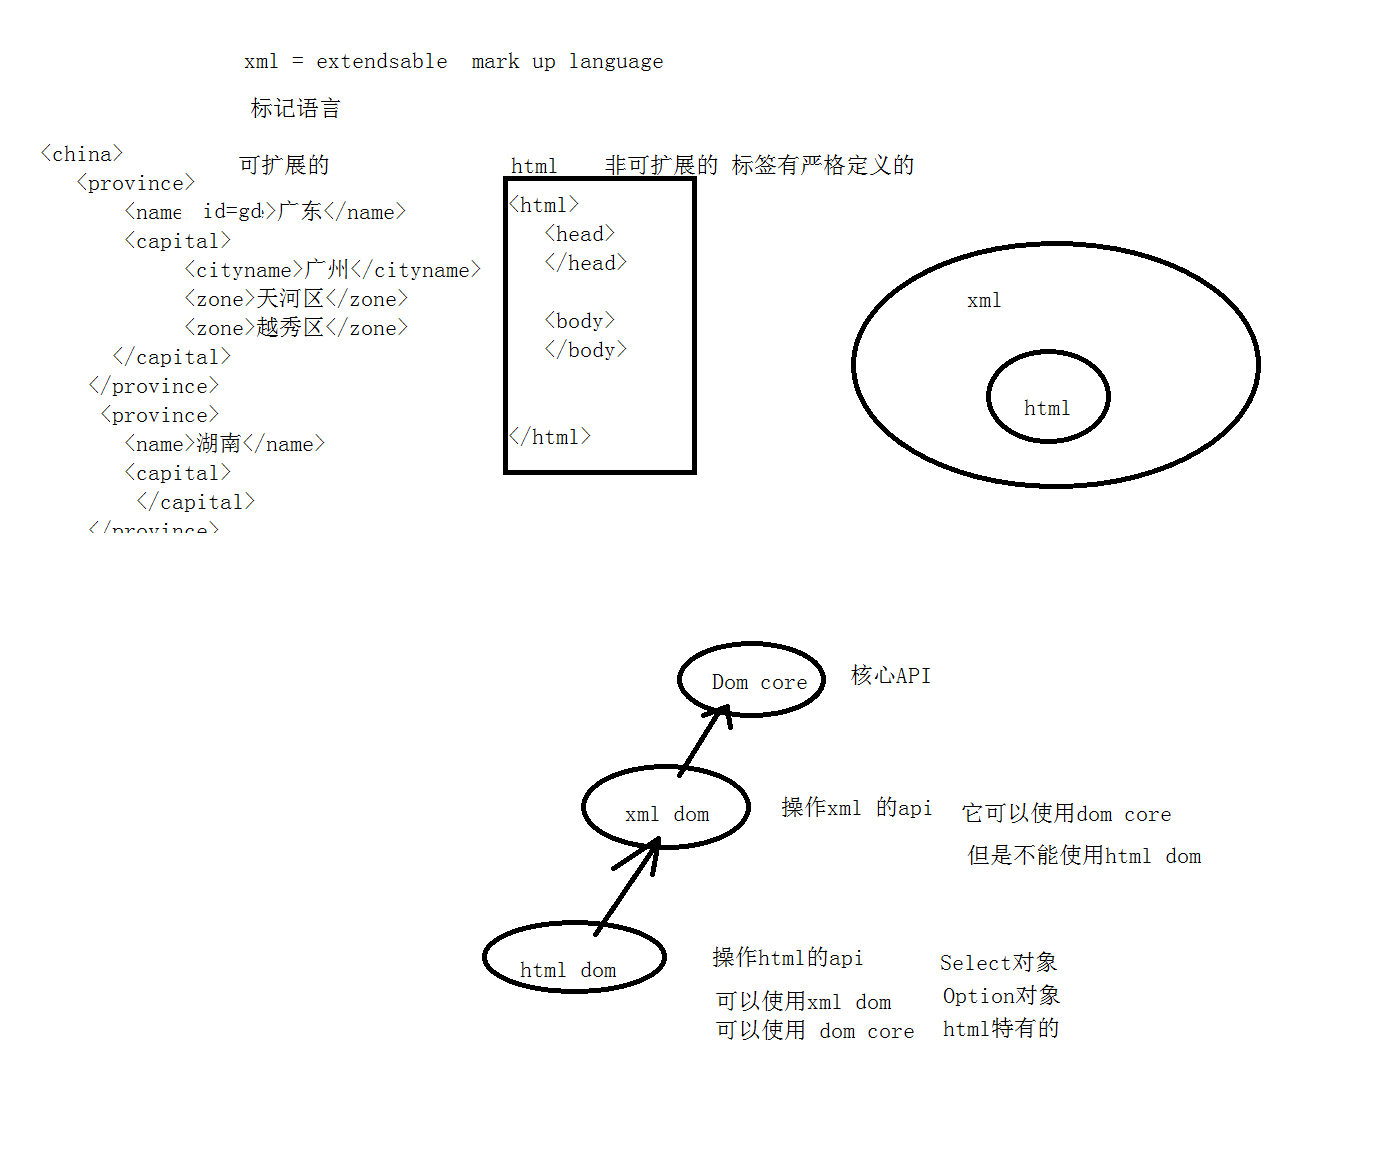 xml = extendsable  mark up language
标记语言
可扩展的
<china>
<province>
<name id=gd>广东</name>
<capital>
<cityname>广州</cityname>
<zone>天河区</zone>
<zone>越秀区</zone>
</capital>
</province>
<province>
<name>湖南</name>
<capital>
</capital>
</province>
html 非可扩展的 标签有严格定义的
<html>
<head>
</head>
<body>
</body>
</html>
xml
html
Dom core
核心API
xml dom
操作xml 的api
它可以使用dom core
但是不能使用html dom
html dom
操作html的api
可以使用xml dom
可以使用 dom core
Select对象
Option对象
html特有的